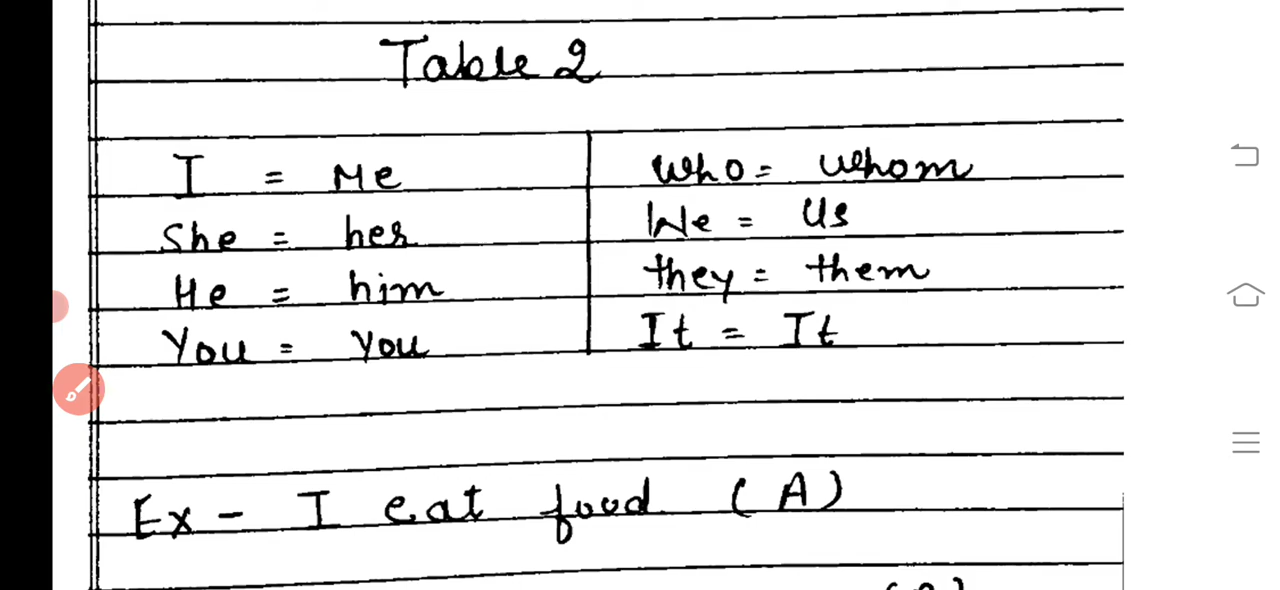 Table 2
I = Me
She = her
He = him
You = You
Who = whom
We = Us
they = them
It = It
Ex - I eat food (A)